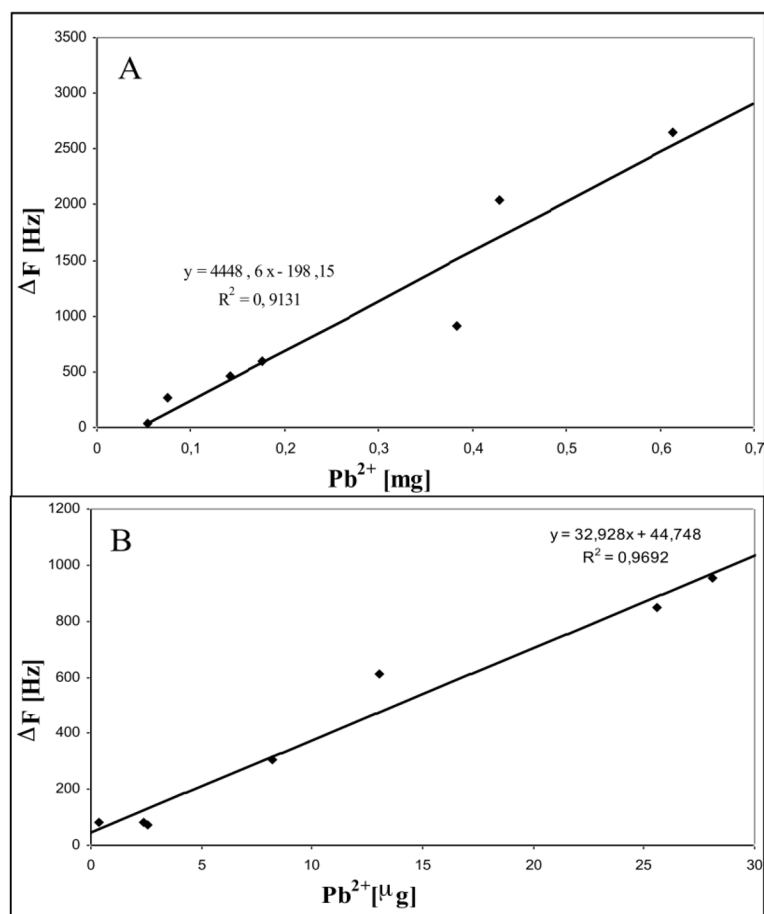 A
3500
3000
2500
2000
1500
1000
500
0
ΔF [Hz]
y = 4448 , 6 x - 198 ,15
R² = 0, 9131
0 0,1 0,2 0,3 0,4 0,5 0,6 0,7
Pb²⁺ [mg]
B
1200
1000
800
600
400
200
0
ΔF [Hz]
y = 32,928x + 44,748
R² = 0,9692
0 5 10 15 20 25 30
Pb²⁺[μg]